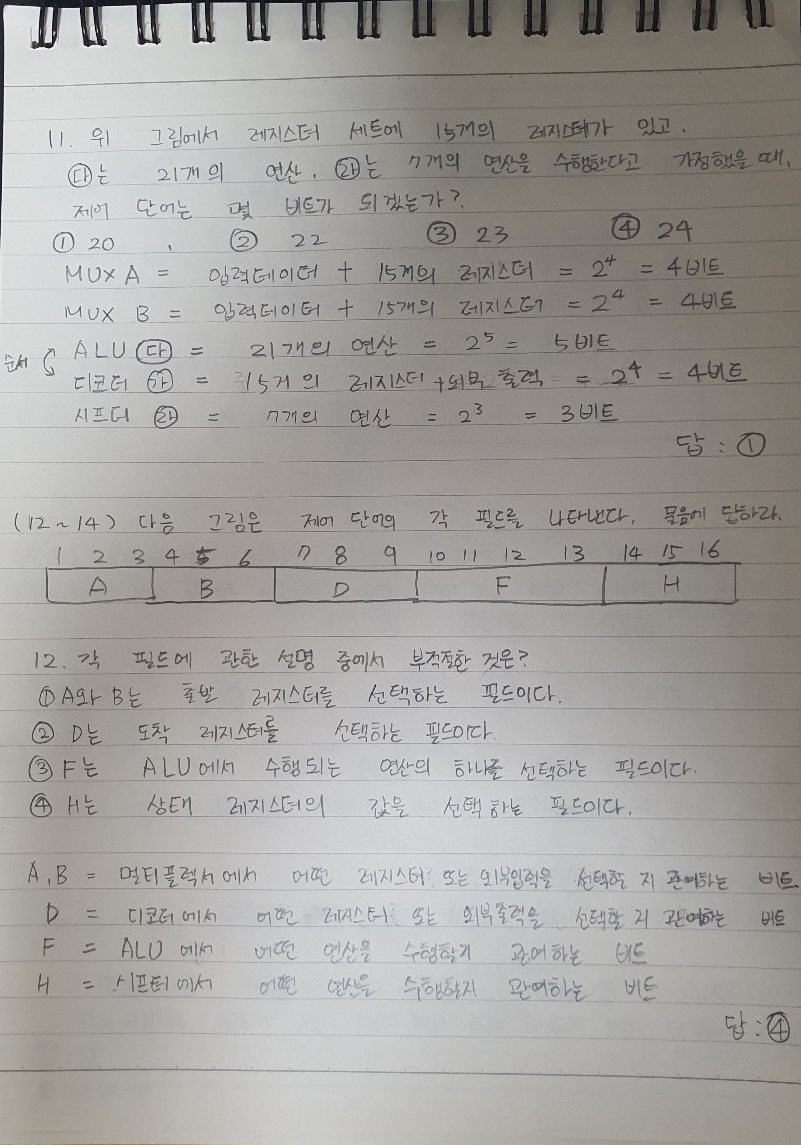 11. 위 그림에서 레지스터 세트에 15개의 레지스터가 있고,
㉰는 21개의 연산, ㉱는 7개의 연산을 수행한다고 가정했을 때,
제어 단어는 몇 비트가 되겠는가?
① 20 ② 22 ③ 23 ④ 24
MUX A = 입력데이터 + 15개의 레지스터 = 2⁴ = 4비트
MUX B = 입력데이터 + 15개의 레지스터 = 2⁴ = 4비트
순서 ALU ㉰ = 21개의 연산 = 2⁵ = 5비트
디코터 ㉮ = 15거의 레지스터 + 외부 출력 = 2⁴ = 4비트
시프터 ㉱ = 7개의 연산 = 2³ = 3비트
답 : ①
(12~14) 다음 그림은 제어 단어의 각 필드를 나타낸다. 물음에 답하라.
1 2 3 4 5 6 7 8 9 10 11 12 13 14 15 16
A B D F H
12. 각 필드에 관한 설명 중에서 부적절한 것은?
① A와 B는 출발 레지스터를 선택하는 필드이다.
② D는 도착 레지스터를 선택하는 필드이다.
③ F는 ALU에서 수행되는 연산의 하나를 선택하는 필드이다.
④ H는 상태 레지스터의 값을 선택하는 필드이다.
A, B = 멀티플렉서에서 어떤 레지스터 또는 외부입력을 선택할 지 관여하는 비트
D = 디코터에서 어떤 레지스터 또는 외부출력을 선택할 지 관여하는 비트
F = ALU에서 어떤 연산을 수행할지 관여하는 비트
H = 시프터에서 어떤 연산을 수행할지 관여하는 비트
답 : ④